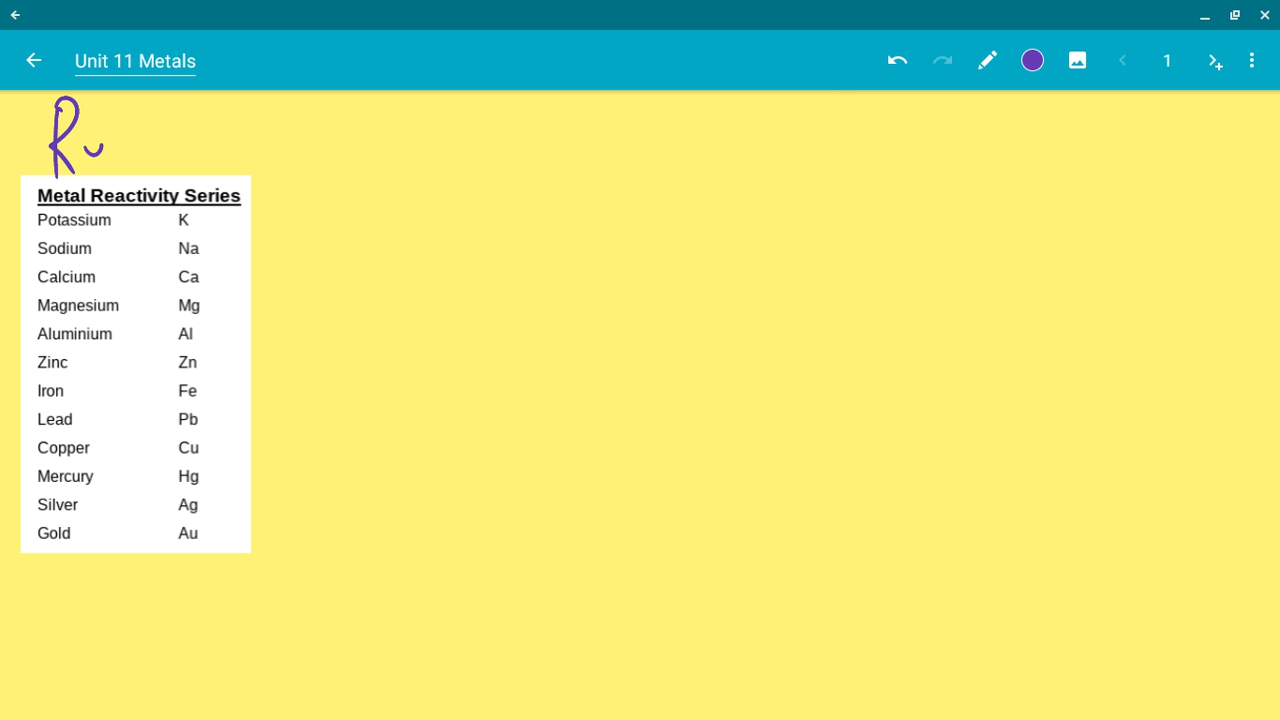 Unit 11 Metals
1
R
Metal Reactivity Series
Potassium K
Sodium Na
Calcium Ca
Magnesium Mg
Aluminium Al
Zinc Zn
Iron Fe
Lead Pb
Copper Cu
Mercury Hg
Silver Ag
Gold Au